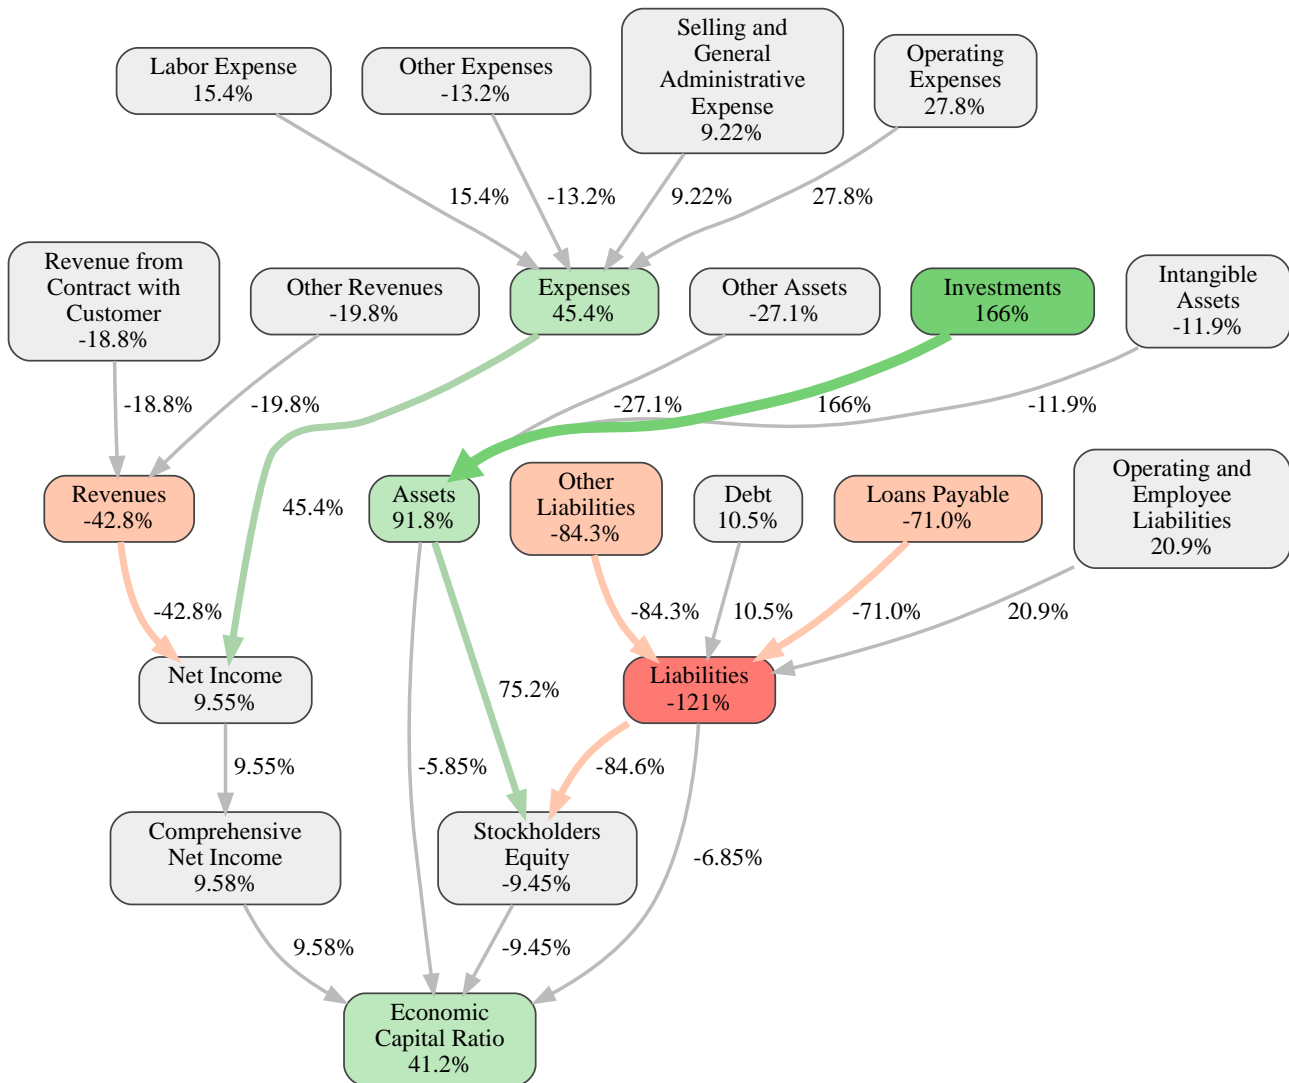 Labor Expense
15.4%
Other Expenses
-13.2%
Selling and
General
Administrative
Expense
9.22%
Operating
Expenses
27.8%
15.4%
-13.2%
9.22%
27.8%
Revenue from
Contract with
Customer
-18.8%
Other Revenues
-19.8%
Expenses
45.4%
Other Assets
-27.1%
Investments
166%
Intangible
Assets
-11.9%
-18.8%
-19.8%
-27.1%
166%
-11.9%
Revenues
-42.8%
45.4%
Assets
91.8%
Other
Liabilities
-84.3%
Debt
10.5%
Loans Payable
-71.0%
Operating and
Employee
Liabilities
20.9%
-42.8%
-84.3%
10.5%
-71.0%
20.9%
Net Income
9.55%
75.2%
Liabilities
-121%
9.55%
-5.85%
-84.6%
Comprehensive
Net Income
9.58%
Stockholders
Equity
-9.45%
-6.85%
9.58%
-9.45%
Economic
Capital Ratio
41.2%